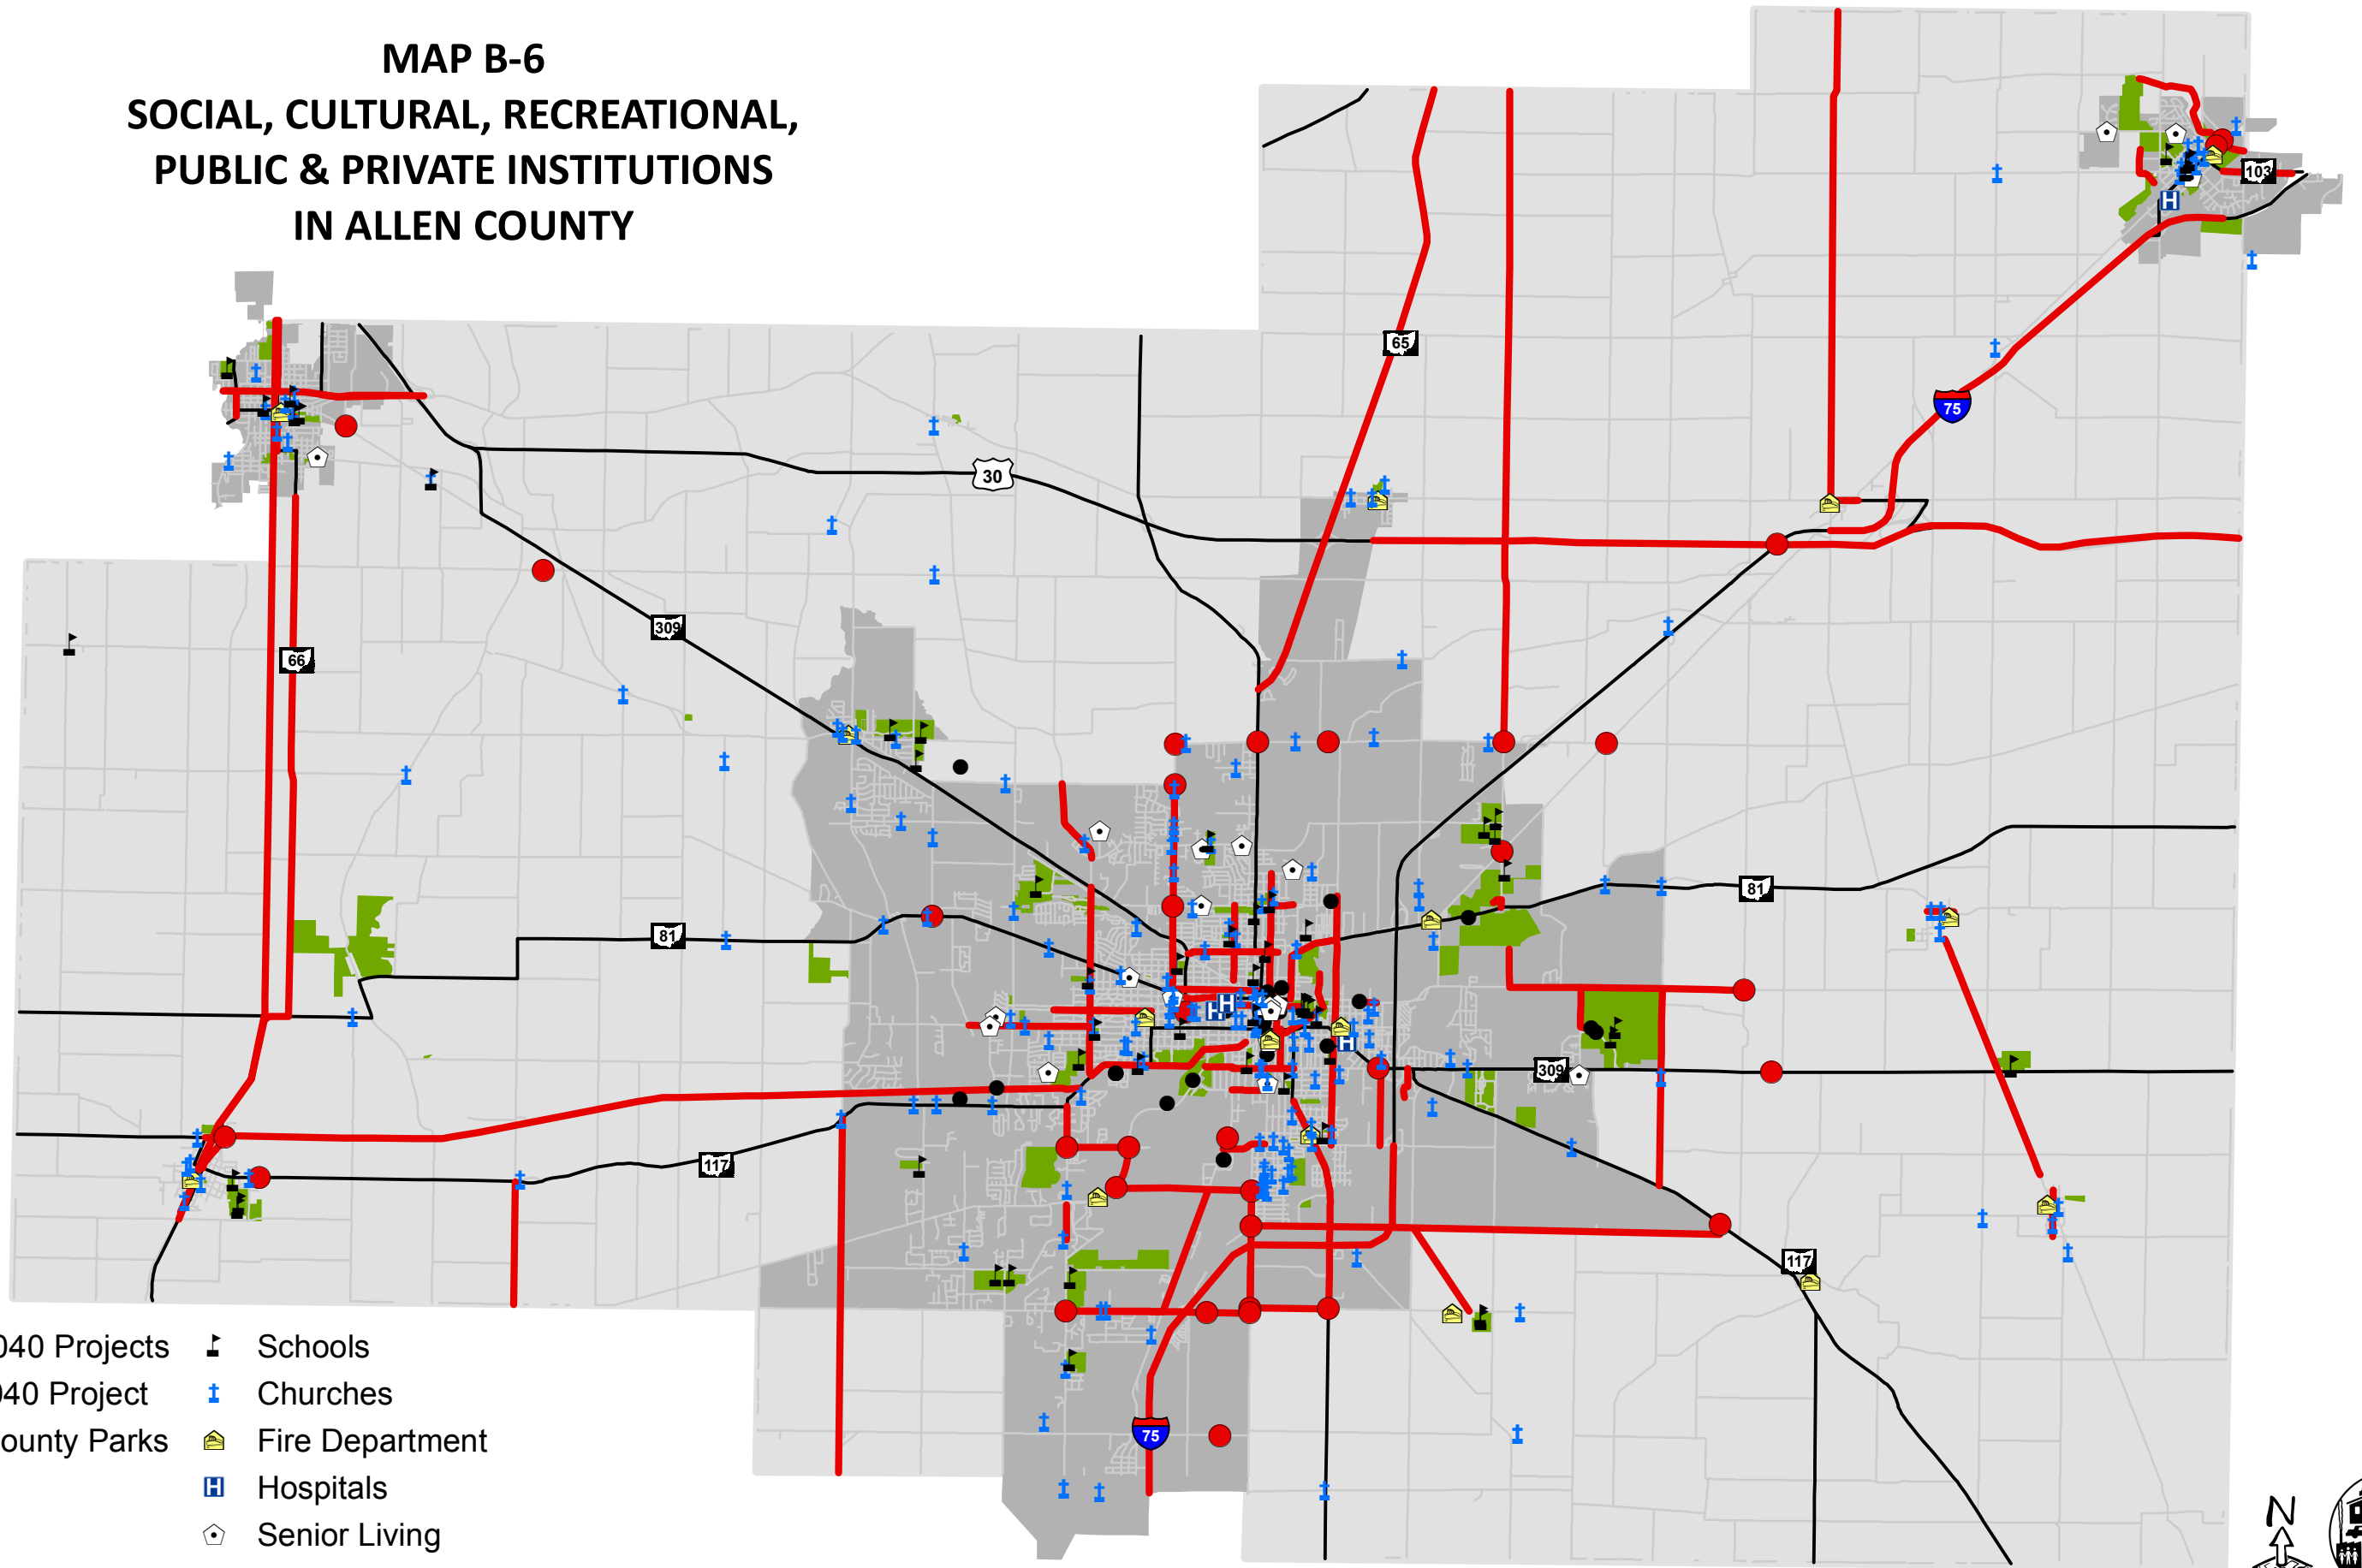 MAP B-6
SOCIAL, CULTURAL, RECREATIONAL,
PUBLIC & PRIVATE INSTITUTIONS
IN ALLEN COUNTY
103
65
75
30
309
66
81
81
309
117
117
75
040 Projects
040 Project
ounty Parks
Schools
Churches
Fire Department
Hospitals
Senior Living
H
H
H
H
H
N